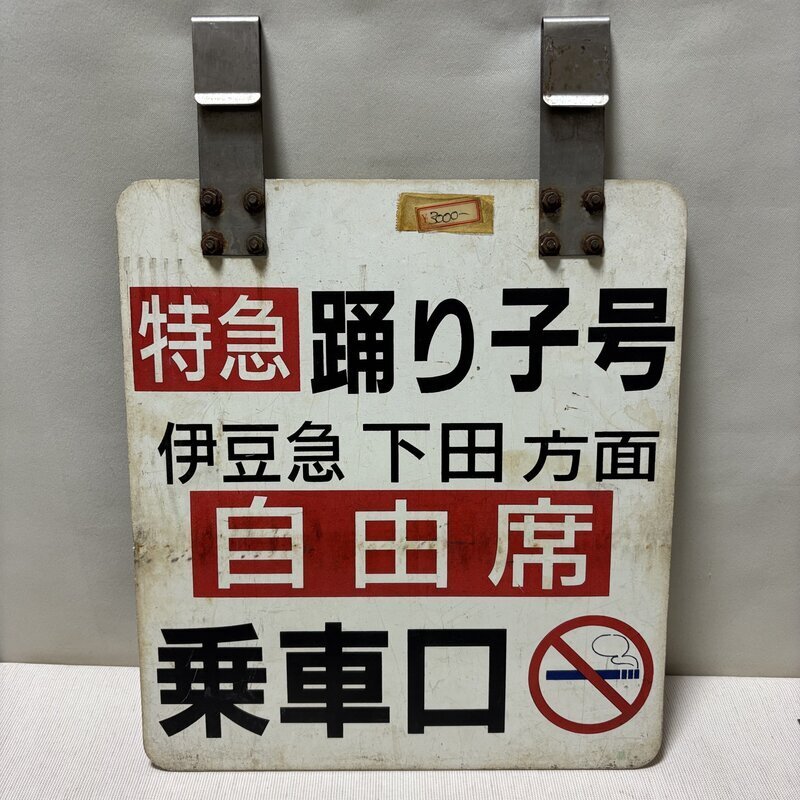 ¥3000-
特急 踊り子号
伊豆急 下田 方面
自由席
乗車口